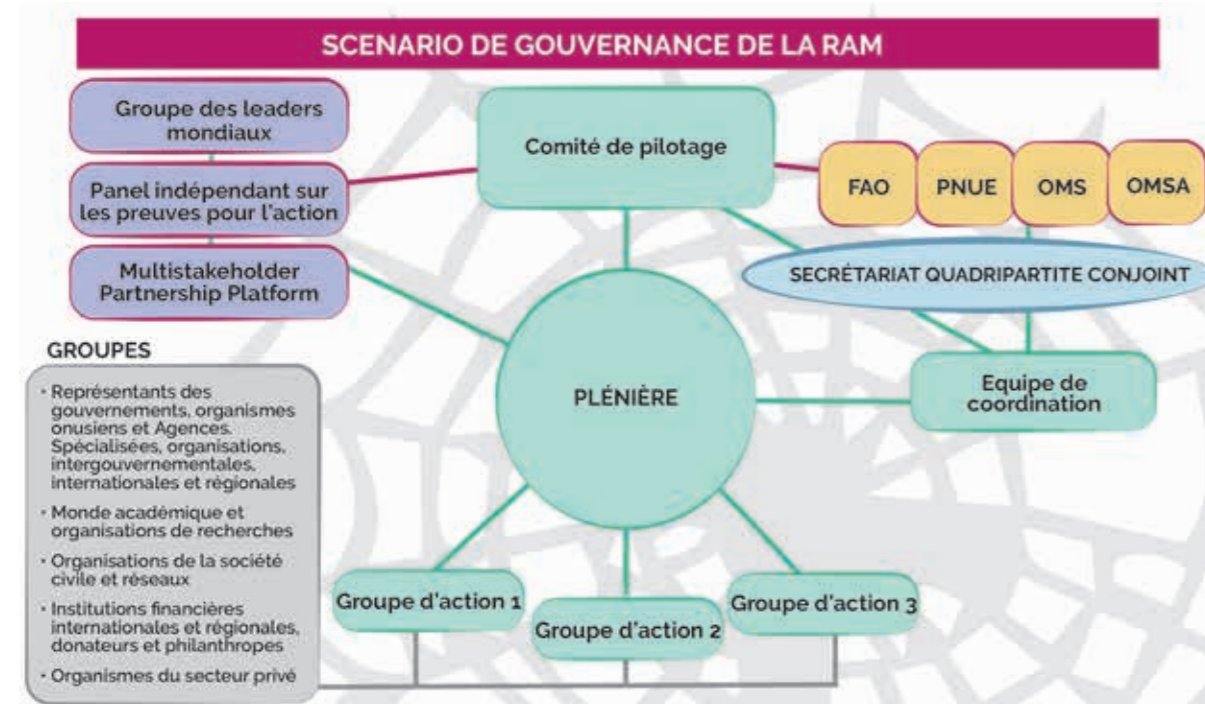 SCENARIO DE GOUVERNANCE DE LA RAM
Groupe des leaders
mondiaux
Panel indépendant sur
les preuves pour l'action
Multistakeholder
Partnership Platform
Comité de pilotage
FAO
PNUE
OMS
OMSA
SECRÉTARIAT QUADRIPARTITE CONJOINT
Equipe de
coordination
PLÉNIÈRE
GROUPES
• Représentants des
gouvernements, organismes
onusiens et Agences.
Spécialisées, organisations,
intergouvernementales,
internationales et régionales
• Monde académique et
organisations de recherches
• Organisations de la société
civile et réseaux
• Institutions financières
internationales et régionales,
donateurs et philanthropes
• Organismes du secteur privé
Groupe d'action 1
Groupe d'action 2
Groupe d'action 3